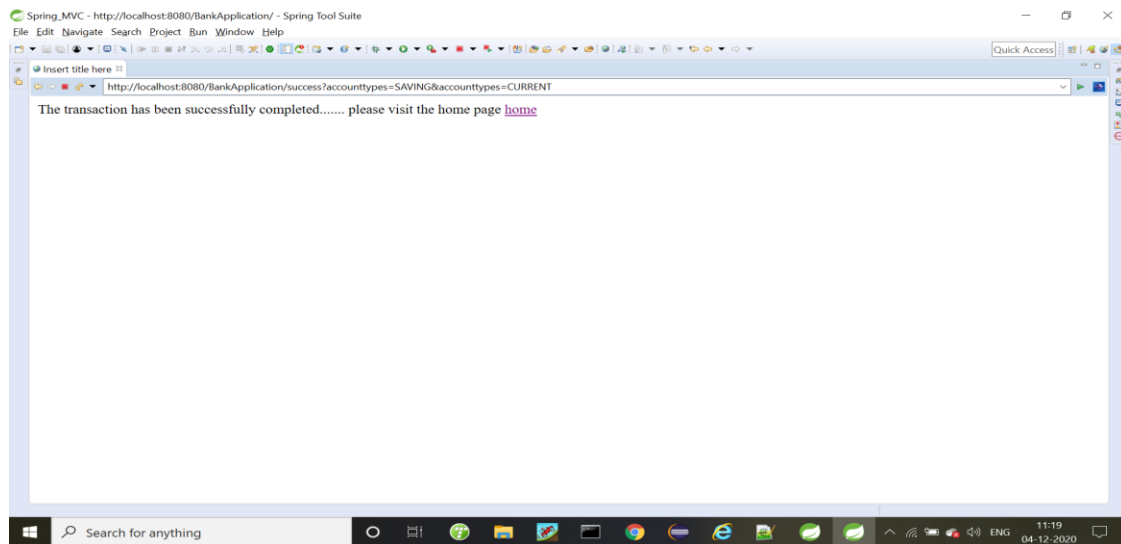 Spring_MVC - http://localhost:8080/BankApplication/ - Spring Tool Suite
File Edit Navigate Search Project Run Window Help
Quick Access
Insert title here
http://localhost:8080/BankApplication/success?accounttypes=SAVING&accounttypes=CURRENT
The transaction has been successfully completed....... please visit the home page home
Search for anything
ENG
11:19
04-12-2020